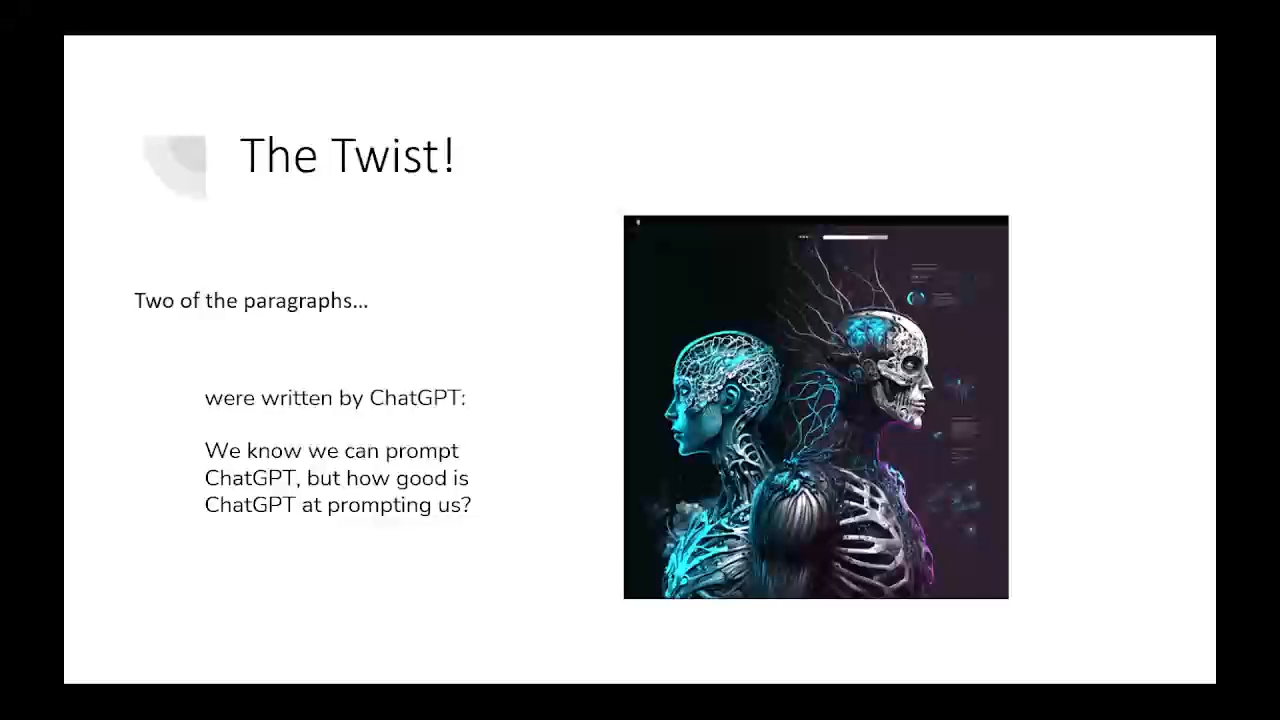 The Twist!
Two of the paragraphs...
were written by ChatGPT:
We know we can prompt
ChatGPT, but how good is
ChatGPT at prompting us?